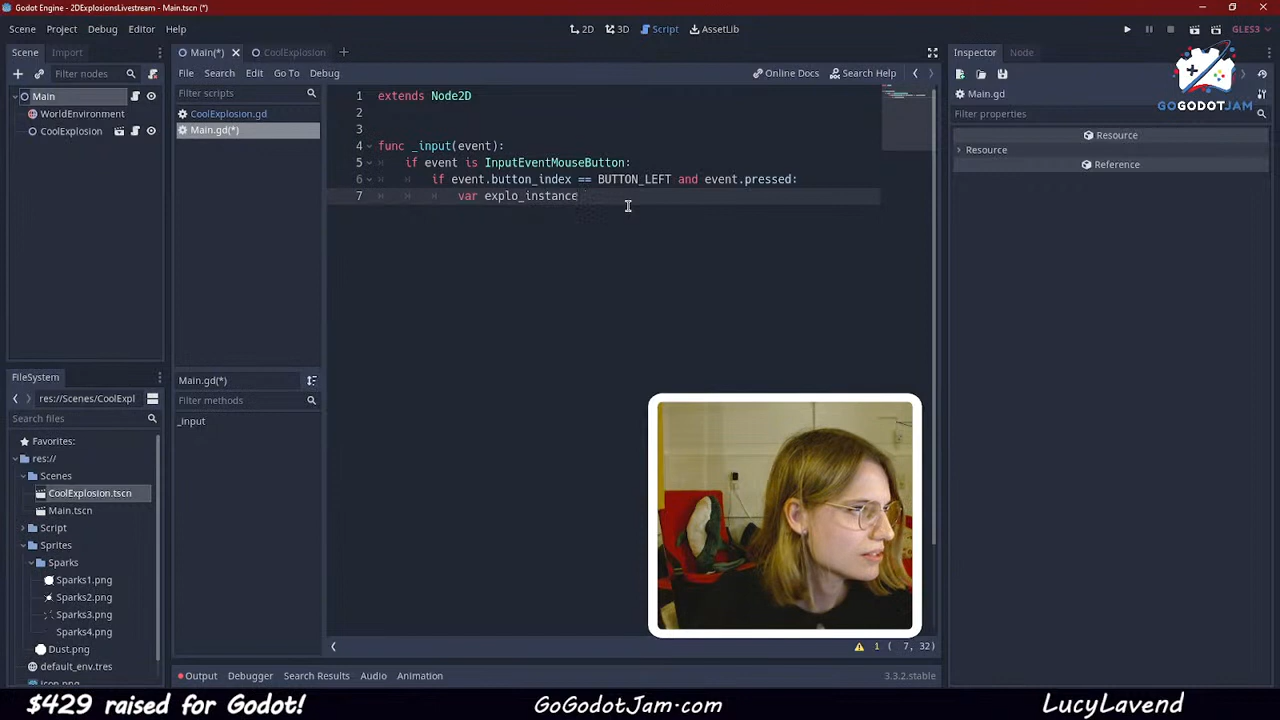 Godot Engine - 2DExplosionsLivestream - Main.tscn (*)
Scene Project Debug Editor Help
2D 3D Script AssetLib
GLES3
Scene Import
Main(*) CoolExplosion
Inspector Node
Filter nodes
File Search Edit Go To Debug
Online Docs Search Help
Main
Filter scripts
Main.gd
GOGODOTJAM
WorldEnvironment
CoolExplosion
CoolExplosion.gd
Main.gd(*)
Filter properties
Resource
Resource
Reference
1 extends Node2D
2
3
4 func _input(event):
5 if event is InputEventMouseButton:
6 if event.button_index == BUTTON_LEFT and event.pressed:
7 var explo_instance
FileSystem
Main.gd(*)
res://Scenes/CoolExpl
Filter methods
Search files
_input
Favorites:
res://
Scenes
CoolExplosion.tscn
Main.tscn
Script
Sprites
Sparks
Sparks1.png
Sparks2.png
Sparks3.png
Sparks4.png
Dust.png
default_env.tres
icon.png
1 ( 7, 32)
Output Debugger Search Results Audio Animation
3.3.2.stable
$429 raised for Godot!
GoGodotJam.com
LucyLavend